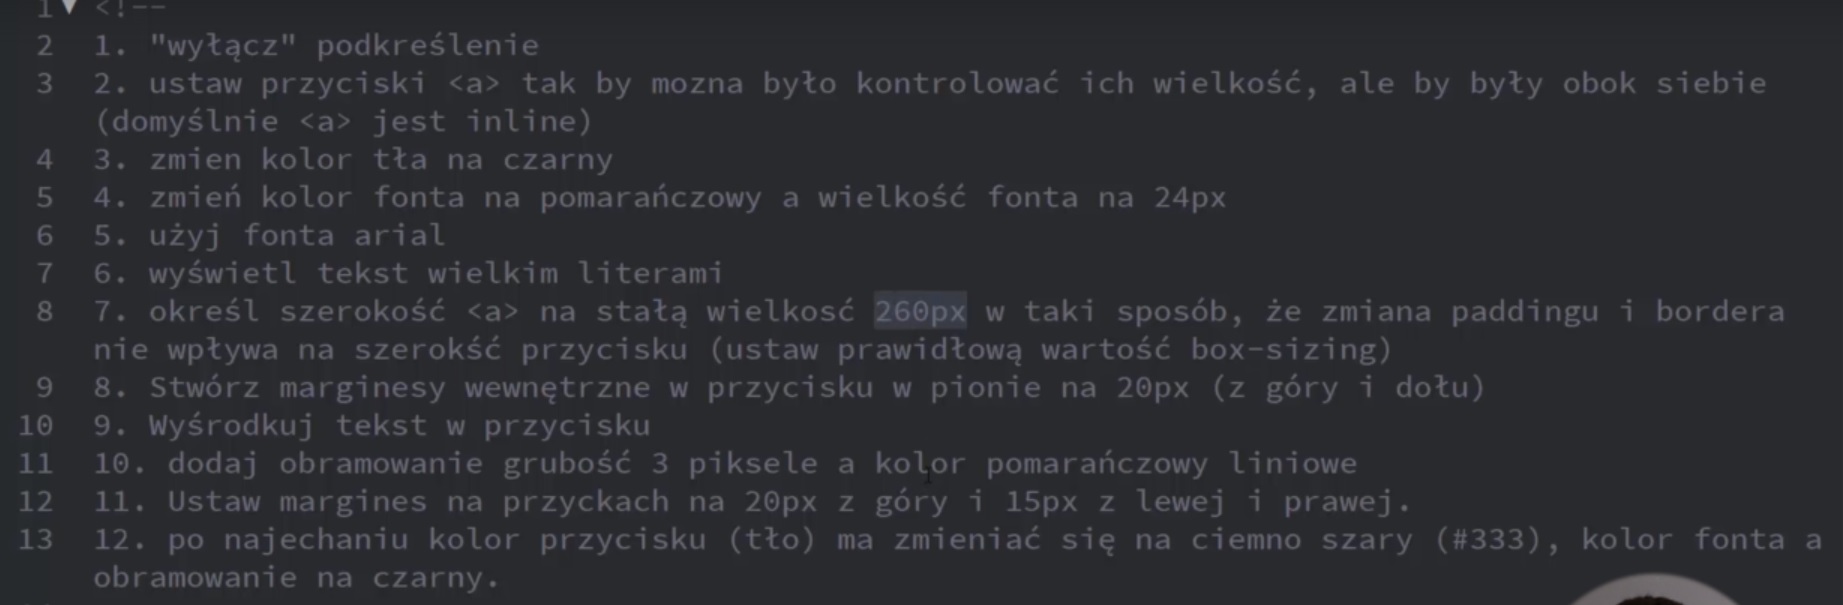 1 <!--
2 1. "wyłącz" podkreślenie
3 2. ustaw przyciski <a> tak by mozna było kontrolować ich wielkość, ale by były obok siebie
(domyślnie <a> jest inline)
4 3. zmien kolor tła na czarny
5 4. zmień kolor fonta na pomarańczowy a wielkość fonta na 24px
6 5. użyj fonta arial
7 6. wyświetl tekst wielkim literami
8 7. określ szerokość <a> na stałą wielkosć 260px w taki sposób, że zmiana paddingu i bordera
nie wpływa na szerokść przycisku (ustaw prawidłową wartość box-sizing)
9 8. Stwórz marginesy wewnętrzne w przycisku w pionie na 20px (z góry i dołu)
10 9. Wyśrodkuj tekst w przycisku
11 10. dodaj obramowanie grubość 3 piksele a kolor pomarańczowy liniowe
12 11. Ustaw margines na przyckach na 20px z góry i 15px z lewej i prawej.
13 12. po najechaniu kolor przycisku (tło) ma zmieniać się na ciemno szary (#333), kolor fonta a
obramowanie na czarny.